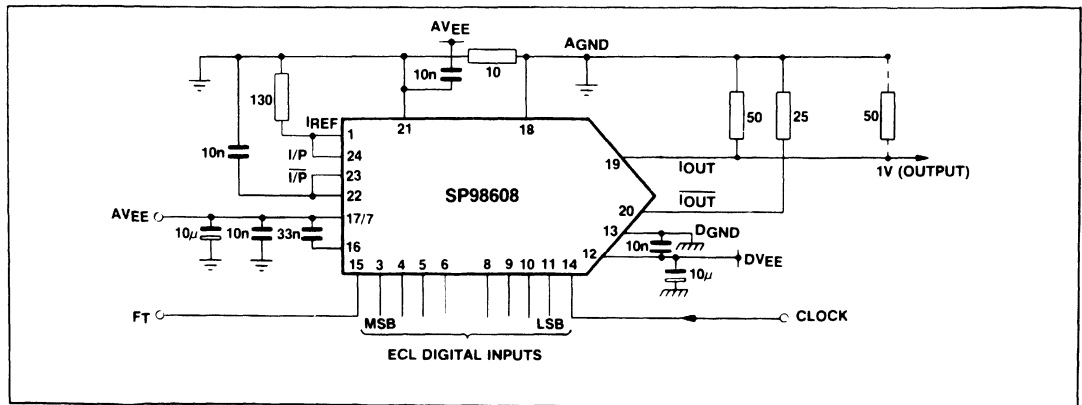 AVEE
AGND
10n
10
130
50
25
50
IREF
1
21
18
10n
I/P
24
I/P
23
22
19
IOUT
1V (OUTPUT)
SP98608
20
IOUT
AVEE
17/7
13
DGND
10µ
10n
33n
16
12
10n
DVEE
10µ
15
3
4
5
6
8
9
10
11
14
FT
MSB
LSB
CLOCK
ECL DIGITAL INPUTS